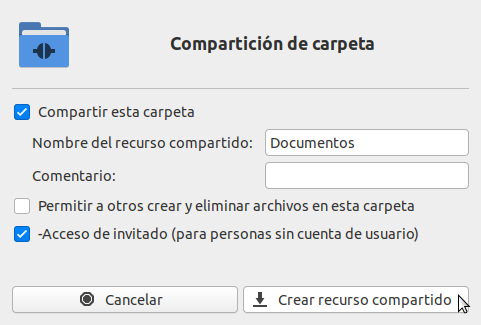 Compartición de carpeta
Compartir esta carpeta
Nombre del recurso compartido: Documentos
Comentario:
Permitir a otros crear y eliminar archivos en esta carpeta
-Acceso de invitado (para personas sin cuenta de usuario)
Cancelar Crear recurso compartido